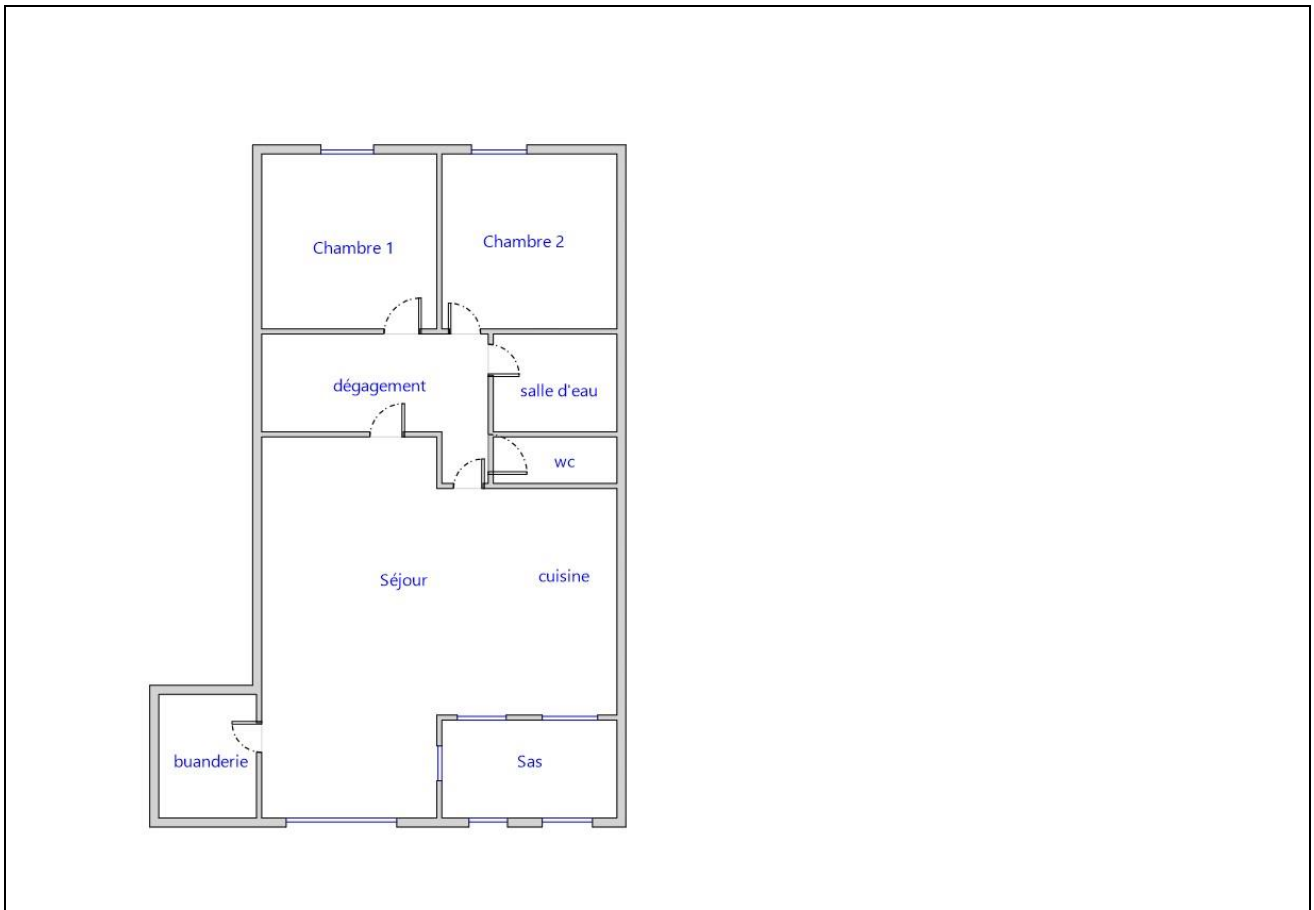 Chambre 1
Chambre 2
dégagement
salle d'eau
wc
Séjour
cuisine
buanderie
Sas